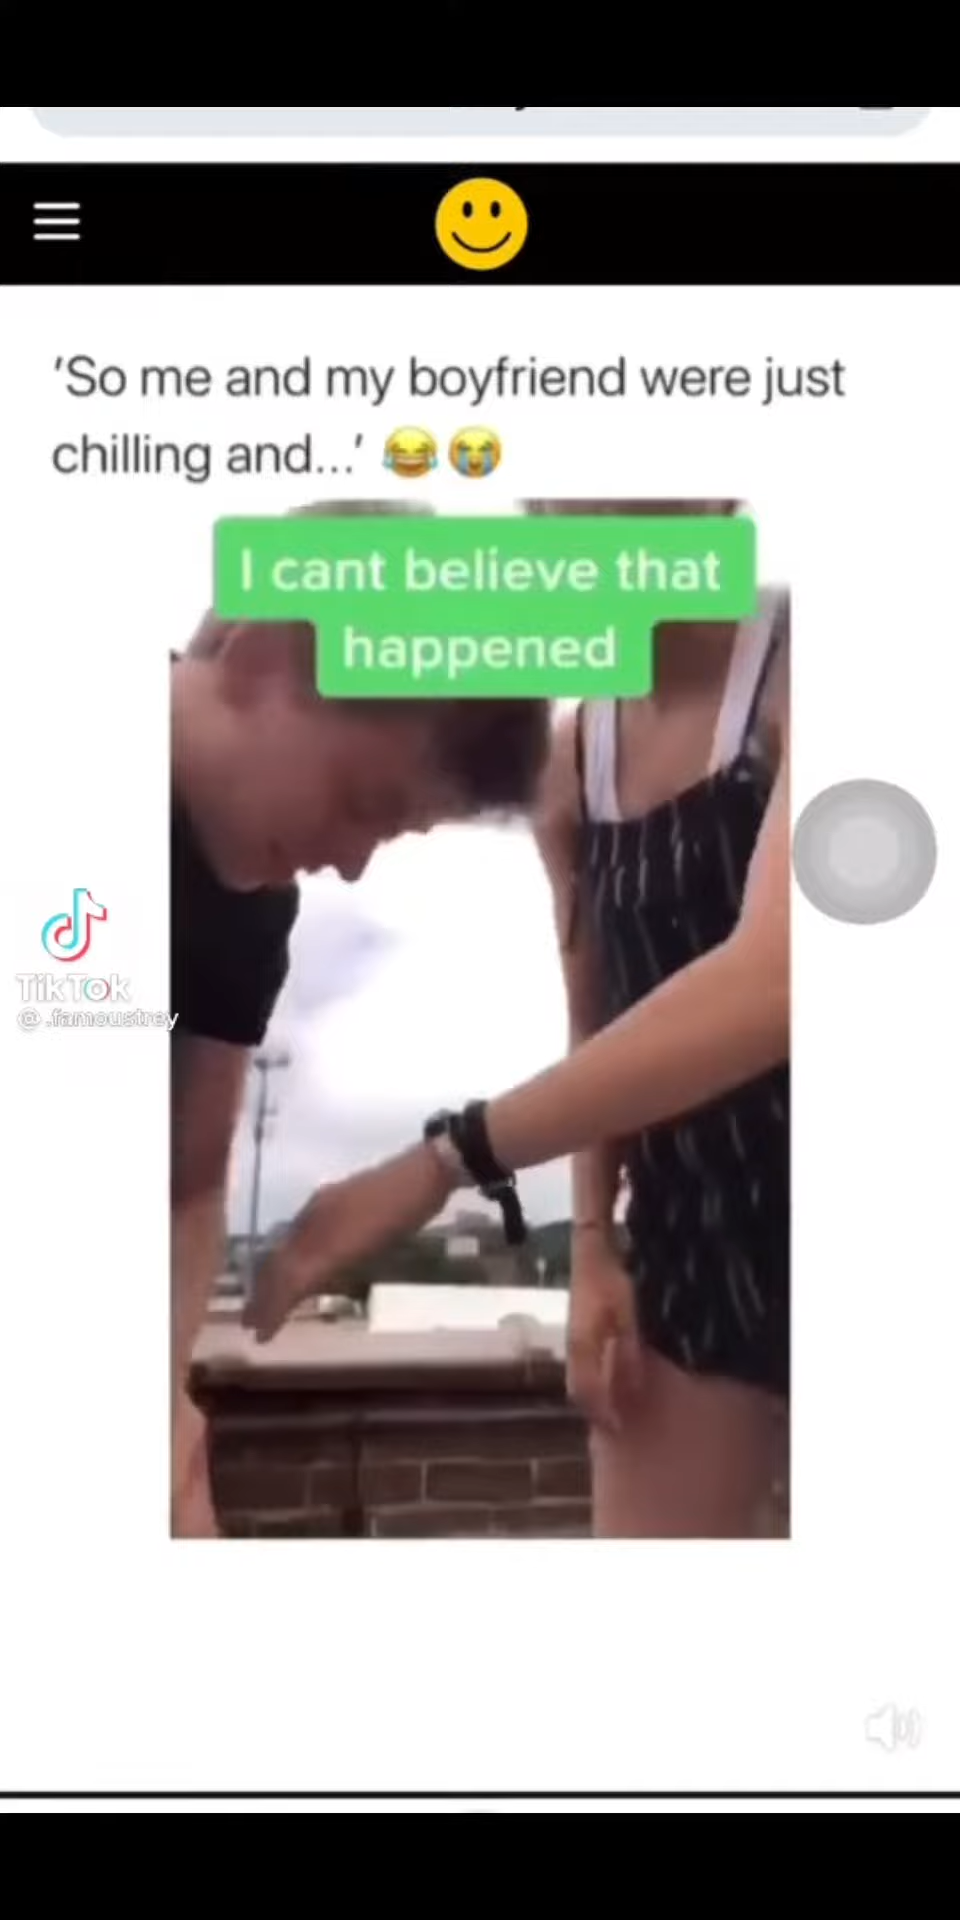 'So me and my boyfriend were just
chilling and...' 😂😭
I cant believe that
happened
TikTok
@.famoustrey